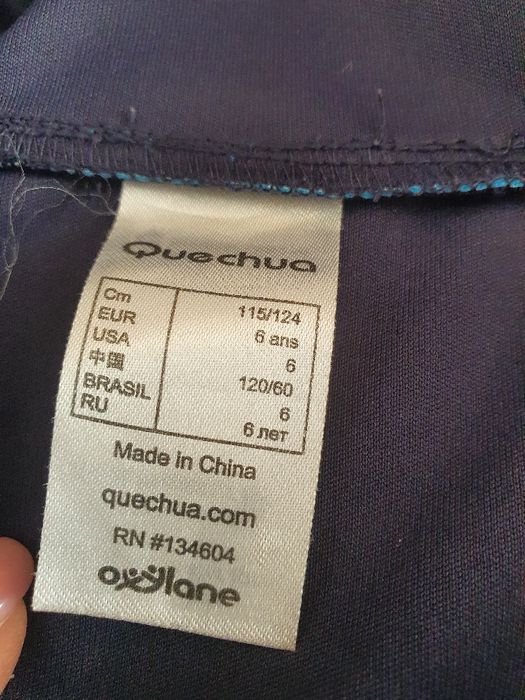 Quechua
Cm 115/124
EUR 6 ans
USA 6
中國 120/60
BRASIL 6
RU 6 лет
Made in China
quechua.com
RN #134604
oxylane